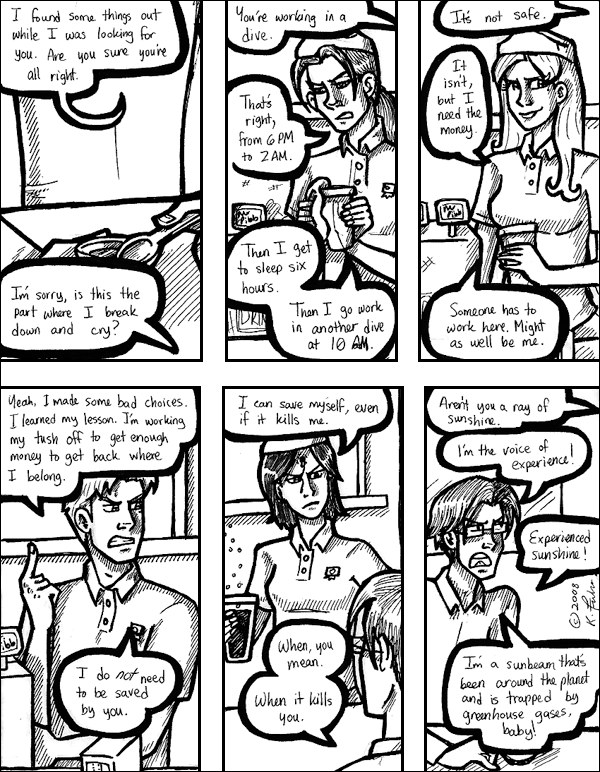 I found some things out
while I was looking for
you. Are you sure you're
all right.
I'm sorry, is this the
part where I break
down and cry?
You're working in a
dive.
That's
right,
from 6 PM
to 2 AM.
Then I get
to sleep six
hours.
Then I go work
in another dive
at 10 AM.
It's not safe.
It
isn't,
but I
need the
money.
Someone has to
work here. Might
as well be me.
Yeah, I made some bad choices.
I learned my lesson. I'm working
my tush off to get enough
money to get back where
I belong.
I do not need
to be saved
by you.
I can save myself, even
if it kills me.
When, you
mean.
When it kills
you.
Aren't you a ray of
sunshine.
I'm the voice of
experience!
Experienced
sunshine!
I'm a sunbeam that's
been around the planet
and is trapped by
greenhouse gases,
baby!
©2008